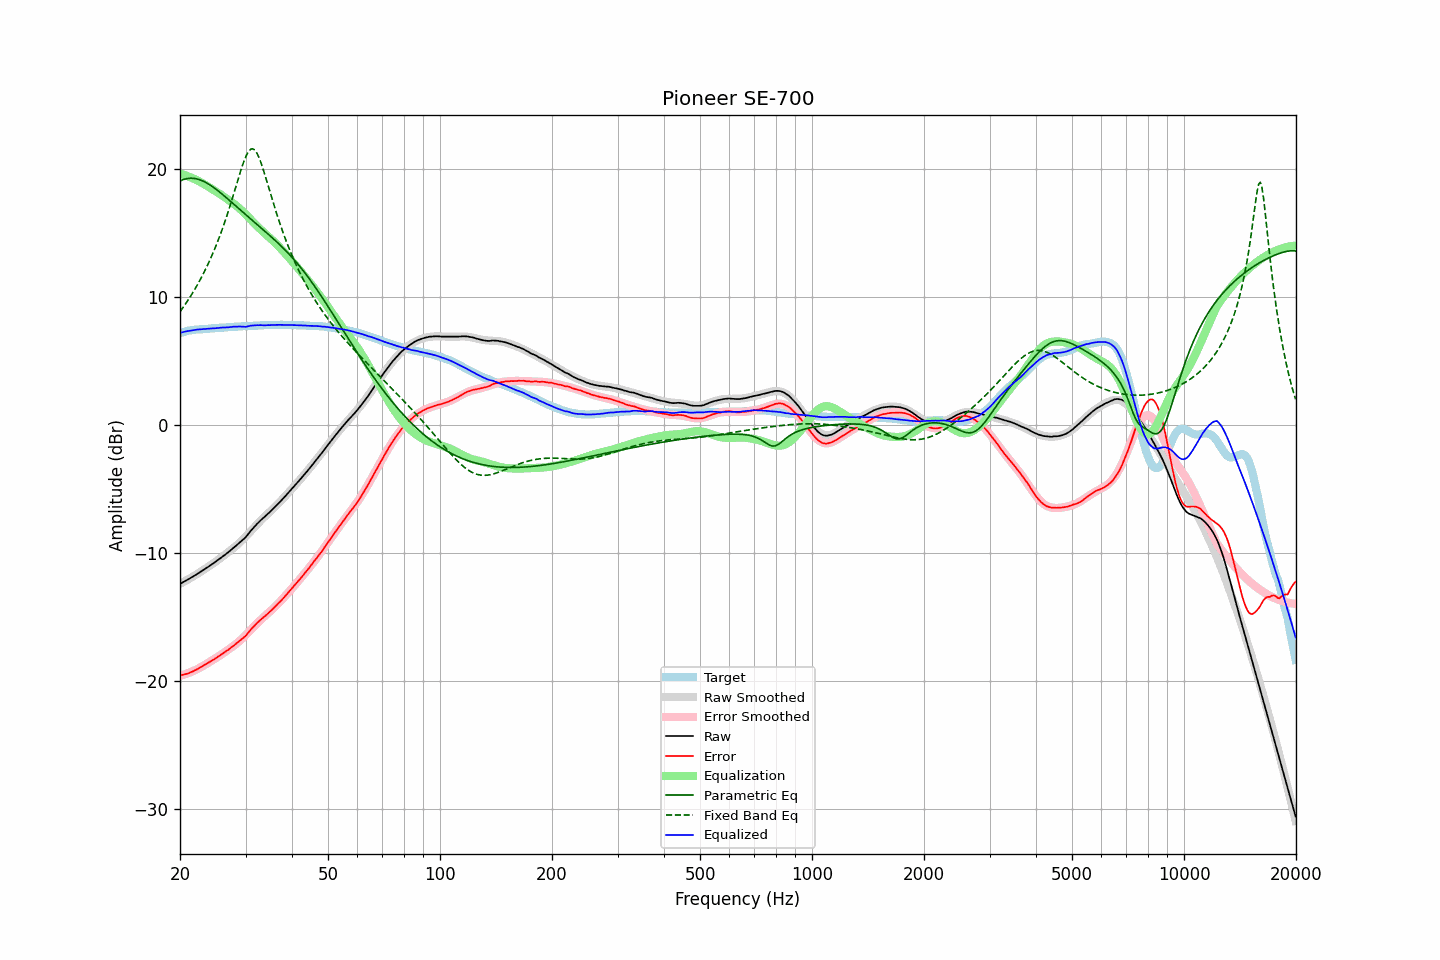 Pioneer SE-700
Amplitude (dBr)
20
10
0
−10
−20
−30
Target
Raw Smoothed
Error Smoothed
Raw
Error
Equalization
Parametric Eq
Fixed Band Eq
Equalized
20 50 100 200 500 1000 2000 5000 10000 20000
Frequency (Hz)